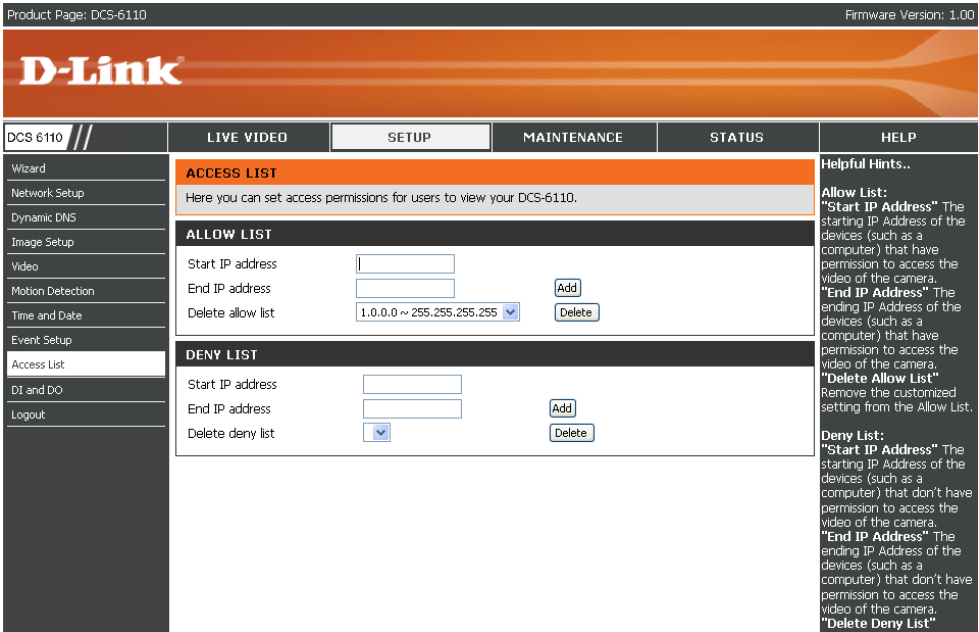 Product Page: DCS-6110
Firmware Version: 1.00
D-Link
DCS 6110
LIVE VIDEO
SETUP
MAINTENANCE
STATUS
HELP
Wizard
Network Setup
Dynamic DNS
Image Setup
Video
Motion Detection
Time and Date
Event Setup
Access List
DI and DO
Logout
ACCESS LIST
Here you can set access permissions for users to view your DCS-6110.
ALLOW LIST
Start IP address
End IP address
Add
Delete allow list
1.0.0.0 ~ 255.255.255.255
Delete
DENY LIST
Start IP address
End IP address
Add
Delete deny list
Delete
Helpful Hints..
Allow List:
"Start IP Address" The
starting IP Address of the
devices (such as a
computer) that have
permission to access the
video of the camera.
"End IP Address" The
ending IP Address of the
devices (such as a
computer) that have
permission to access the
video of the camera.
"Delete Allow List"
Remove the customized
setting from the Allow List.
Deny List:
"Start IP Address" The
starting IP Address of the
devices (such as a
computer) that don't have
permission to access the
video of the camera.
"End IP Address" The
ending IP Address of the
devices (such as a
computer) that don't have
permission to access the
video of the camera.
"Delete Deny List"